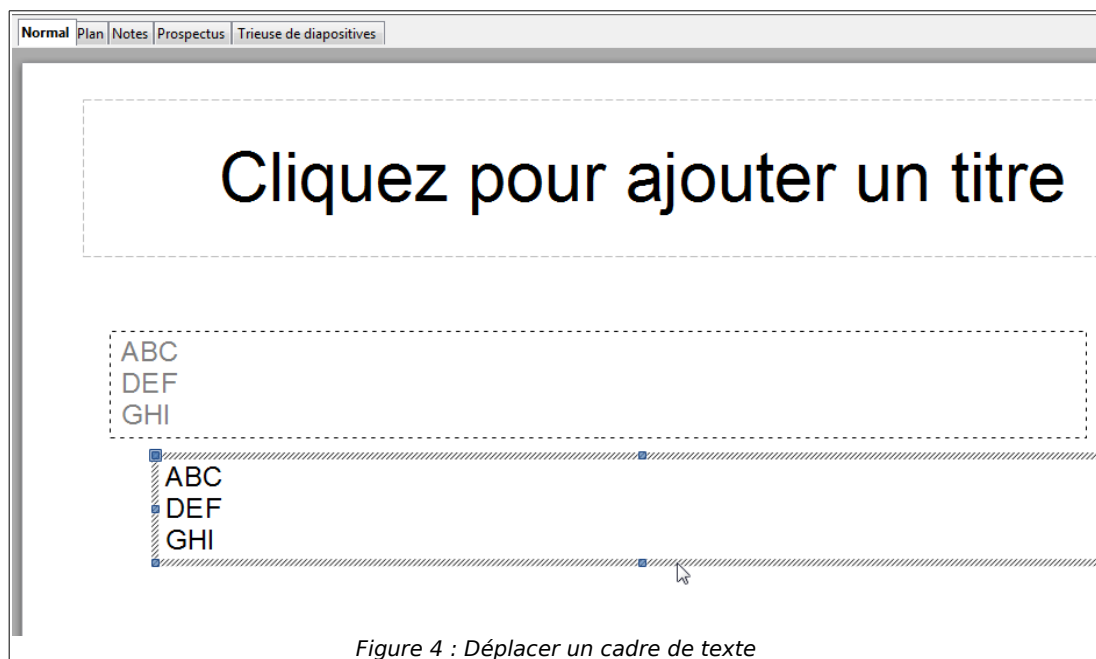 Normal Plan Notes Prospectus Trieuse de diapositives
Cliquez pour ajouter un titre
ABC
DEF
GHI
ABC
DEF
GHI
Figure 4 : Déplacer un cadre de texte